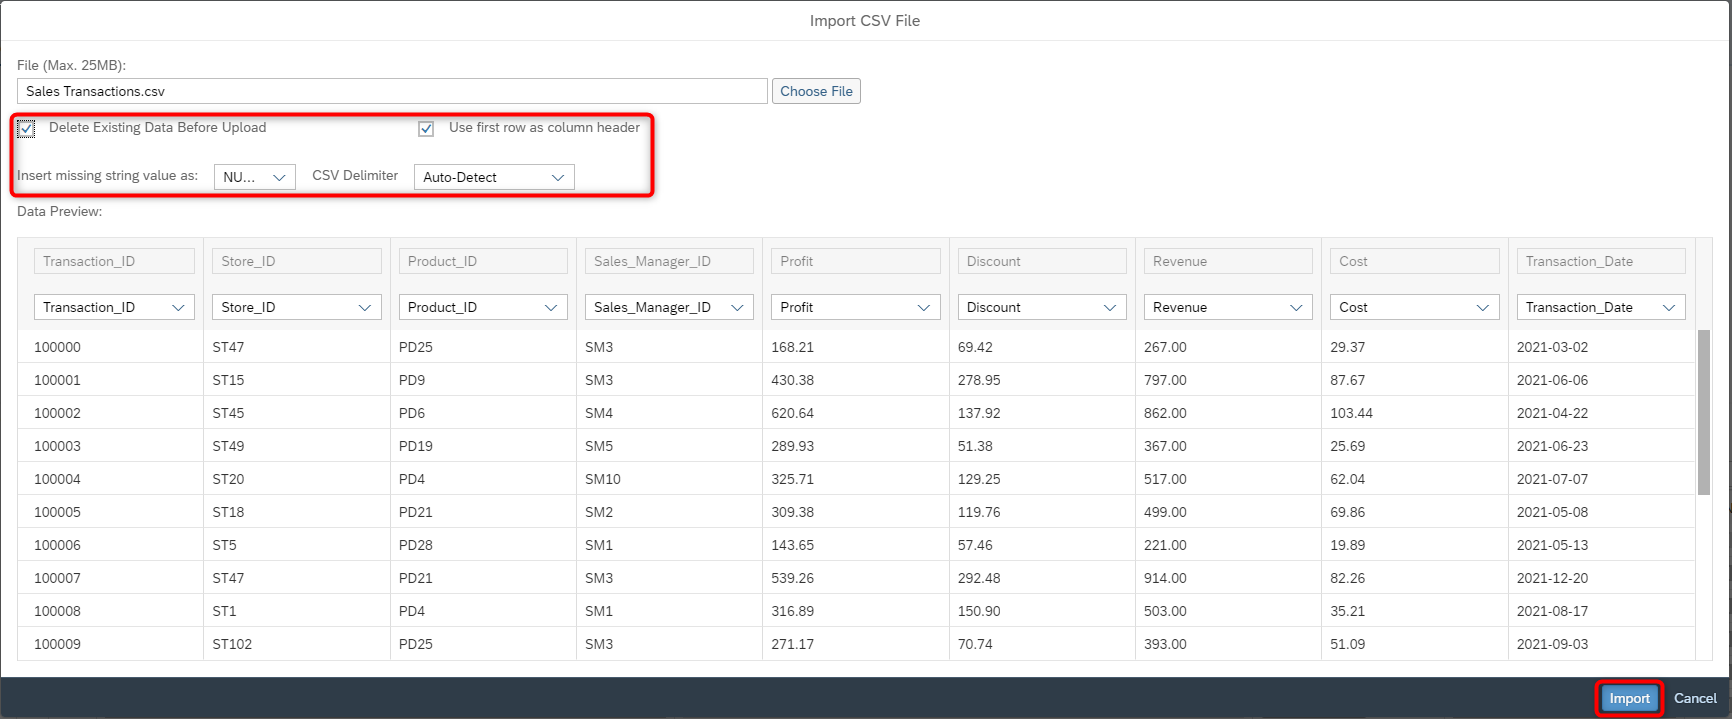 Import CSV File
File (Max. 25MB):
Sales Transactions.csv Choose File
Delete Existing Data Before Upload Use first row as column header
Insert missing string value as: NU... CSV Delimiter Auto-Detect
Data Preview:
Transaction_ID Store_ID Product_ID Sales_Manager_ID Profit Discount Revenue Cost Transaction_Date
Transaction_ID Store_ID Product_ID Sales_Manager_ID Profit Discount Revenue Cost Transaction_Date
100000 ST47 PD25 SM3 168.21 69.42 267.00 29.37 2021-03-02
100001 ST15 PD9 SM3 430.38 278.95 797.00 87.67 2021-06-06
100002 ST45 PD6 SM4 620.64 137.92 862.00 103.44 2021-04-22
100003 ST49 PD19 SM5 289.93 51.38 367.00 25.69 2021-06-23
100004 ST20 PD4 SM10 325.71 129.25 517.00 62.04 2021-07-07
100005 ST18 PD21 SM2 309.38 119.76 499.00 69.86 2021-05-08
100006 ST5 PD28 SM1 143.65 57.46 221.00 19.89 2021-05-13
100007 ST47 PD21 SM3 539.26 292.48 914.00 82.26 2021-12-20
100008 ST1 PD4 SM1 316.89 150.90 503.00 35.21 2021-08-17
100009 ST102 PD25 SM3 271.17 70.74 393.00 51.09 2021-09-03
Import Cancel